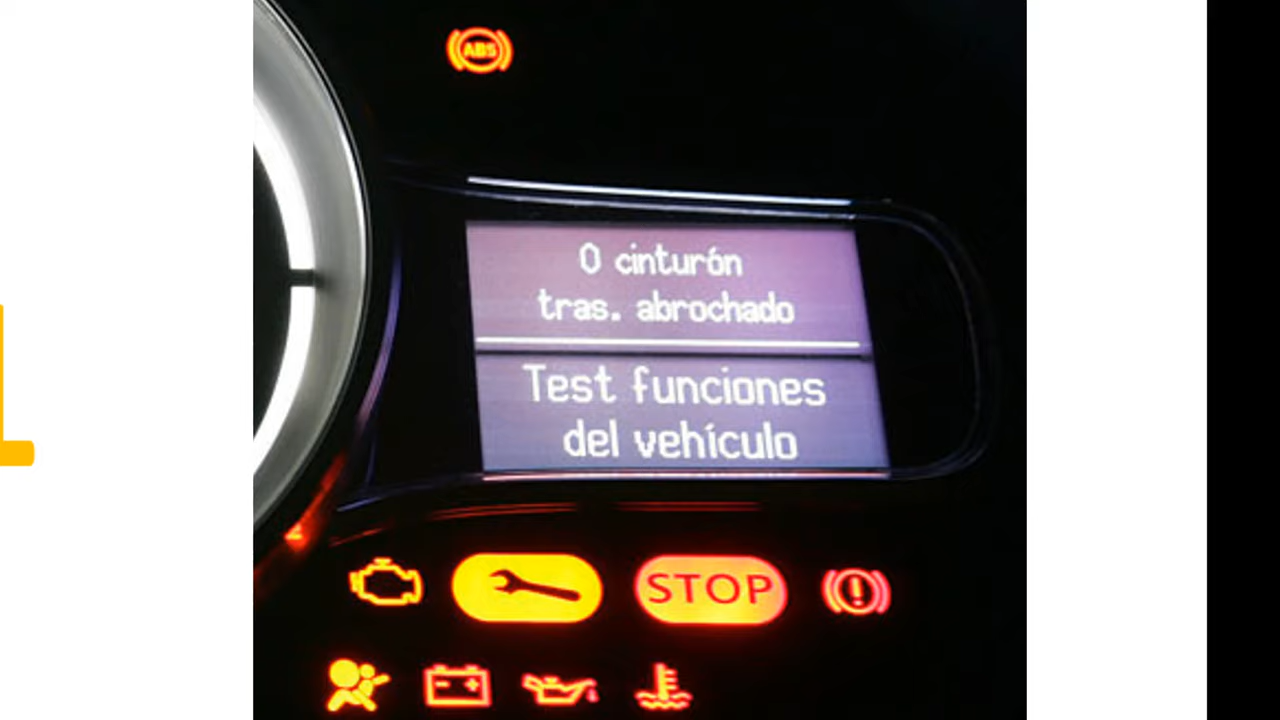 ABS
0 cinturón
tras. abrochado
Test funciones
del vehículo
STOP